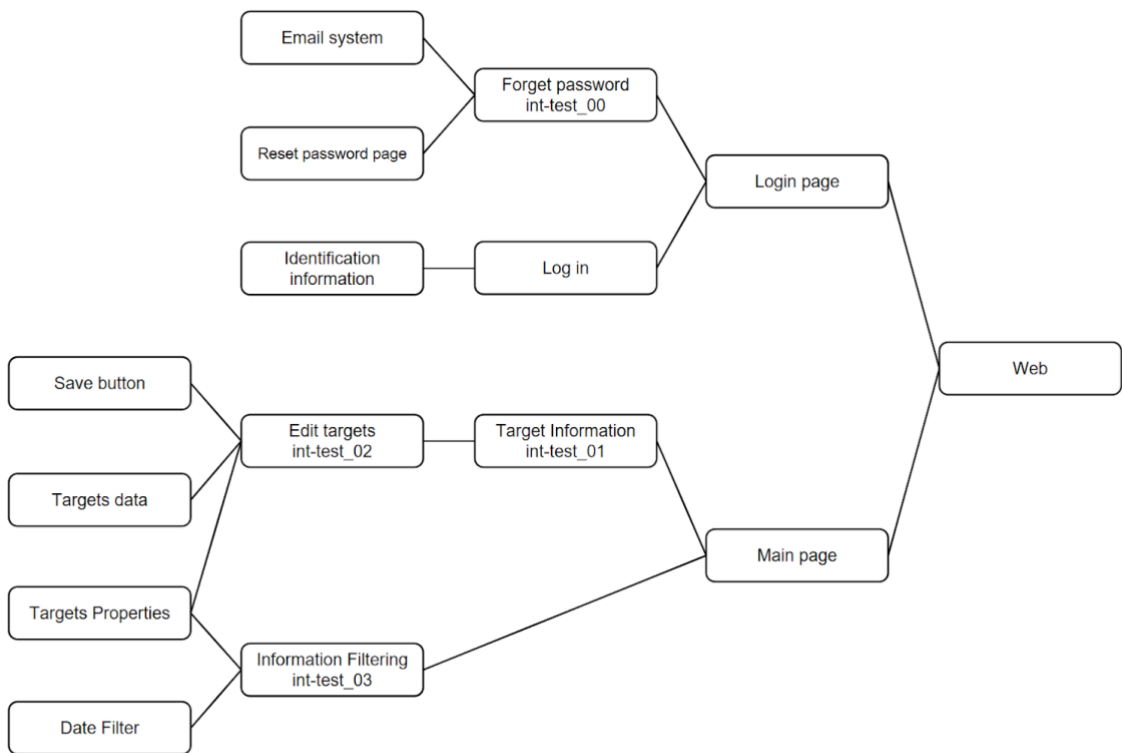 Email system
Forget password
int-test_00
Reset password page
Login page
Identification
information
Log in
Web
Save button
Edit targets
int-test_02
Target Information
int-test_01
Targets data
Main page
Targets Properties
Information Filtering
int-test_03
Date Filter